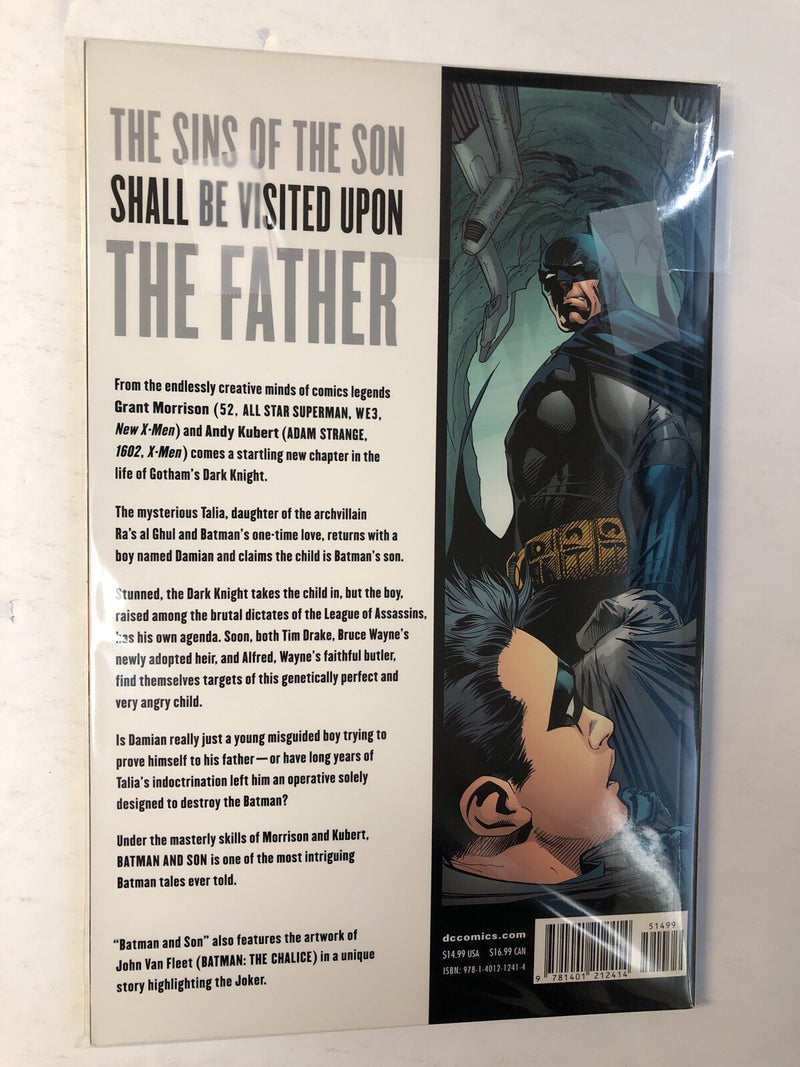 THE SINS OF THE SON
SHALL BE VISITED UPON
THE FATHER
From the endlessly creative minds of comics legends
Grant Morrison (52, ALL STAR SUPERMAN, WE3,
New X-Men) and Andy Kubert (ADAM STRANGE,
1602, X-Men) comes a startling new chapter in the
life of Gotham's Dark Knight.
The mysterious Talia, daughter of the archvillain
Ra's al Ghul and Batman's one-time love, returns with a
boy named Damian and claims the child is Batman's son.
Stunned, the Dark Knight takes the child in, but the boy,
raised among the brutal dictates of the League of Assassins,
has his own agenda. Soon, both Tim Drake, Bruce Wayne's
newly adopted heir, and Alfred, Wayne's faithful butler,
find themselves targets of this genetically perfect and
very angry child.
Is Damian really just a young misguided boy trying to
prove himself to his father—or have long years of
Talia's indoctrination left him an operative solely
designed to destroy the Batman?
Under the masterly skills of Morrison and Kubert,
BATMAN AND SON is one of the most intriguing
Batman tales ever told.
"Batman and Son" also features the artwork of
John Van Fleet (BATMAN: THE CHALICE) in a unique
story highlighting the Joker.
dccomics.com
$14.99 USA $16.99 CAN
ISBN: 978-1-4012-1241-4
51499
9 781401 212414